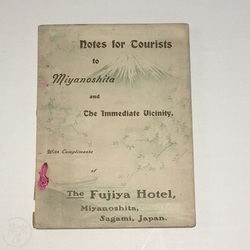 Notes for Tourists
to
Miyanoshita
and
The Immediate Vicinity.
With Compliments
of
The Fujiya Hotel,
Miyanoshita,
Sagami, Japan.